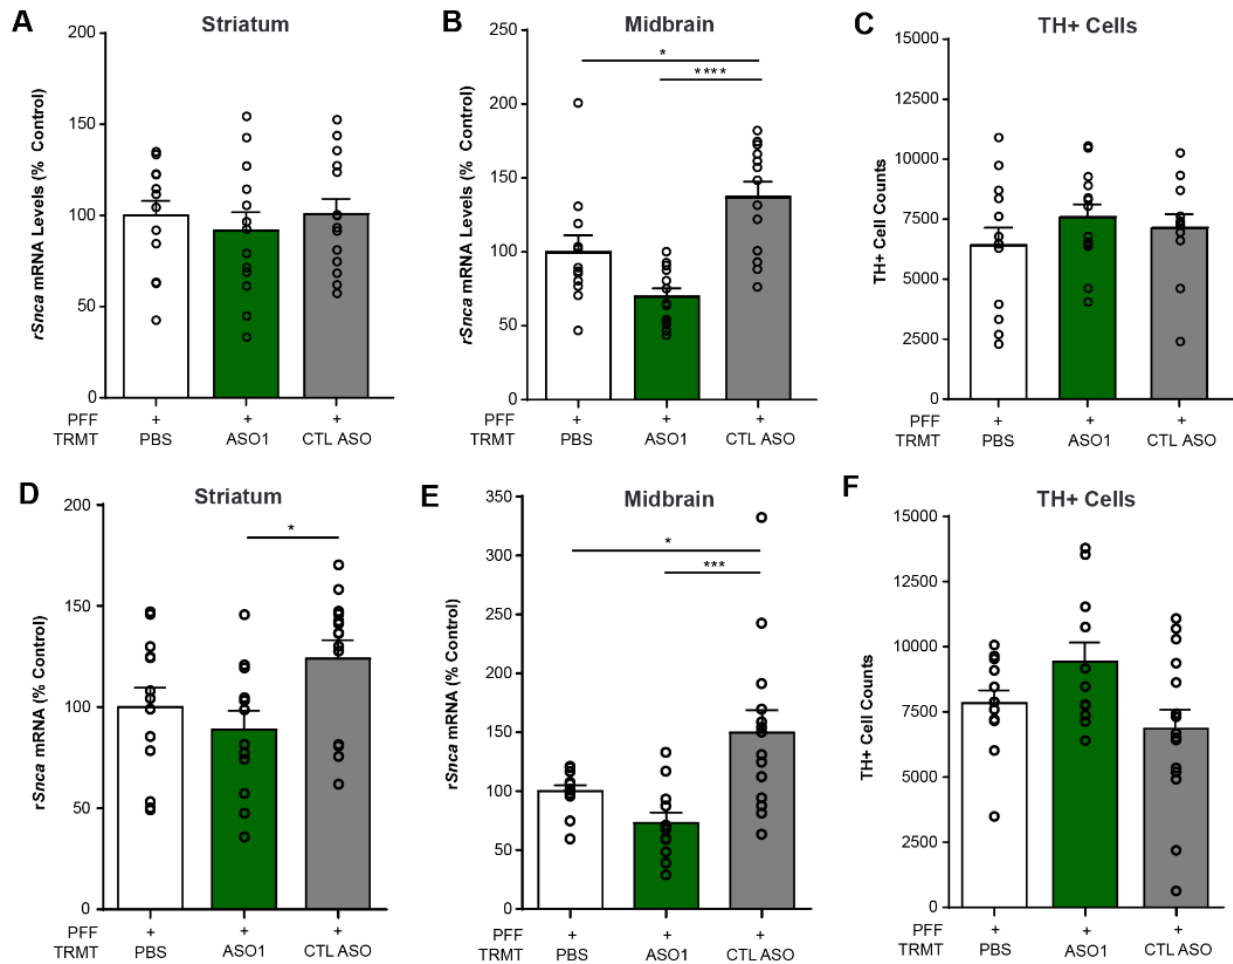 A
Striatum
rSnca mRNA Levels (% Control)
200
150
100
50
0
PFF + + +
TRMT PBS ASO1 CTL ASO
B
Midbrain
rSnca mRNA Levels (% Control)
250
200
150
100
50
0
*
****
PFF + + +
TRMT PBS ASO1 CTL ASO
C
TH+ Cells
TH+ Cell Counts
15000
12500
10000
7500
5000
2500
0
PFF + + +
TRMT PBS ASO1 CTL ASO
D
Striatum
rSnca mRNA (% Control)
200
150
100
50
0
*
PFF + + +
TRMT PBS ASO1 CTL ASO
E
Midbrain
rSnca mRNA (% Control)
350
300
250
200
150
100
50
0
*
***
PFF + + +
TRMT PBS ASO1 CTL ASO
F
TH+ Cells
TH+ Cell Counts
15000
12500
10000
7500
5000
2500
0
PFF + + +
TRMT PBS ASO1 CTL ASO